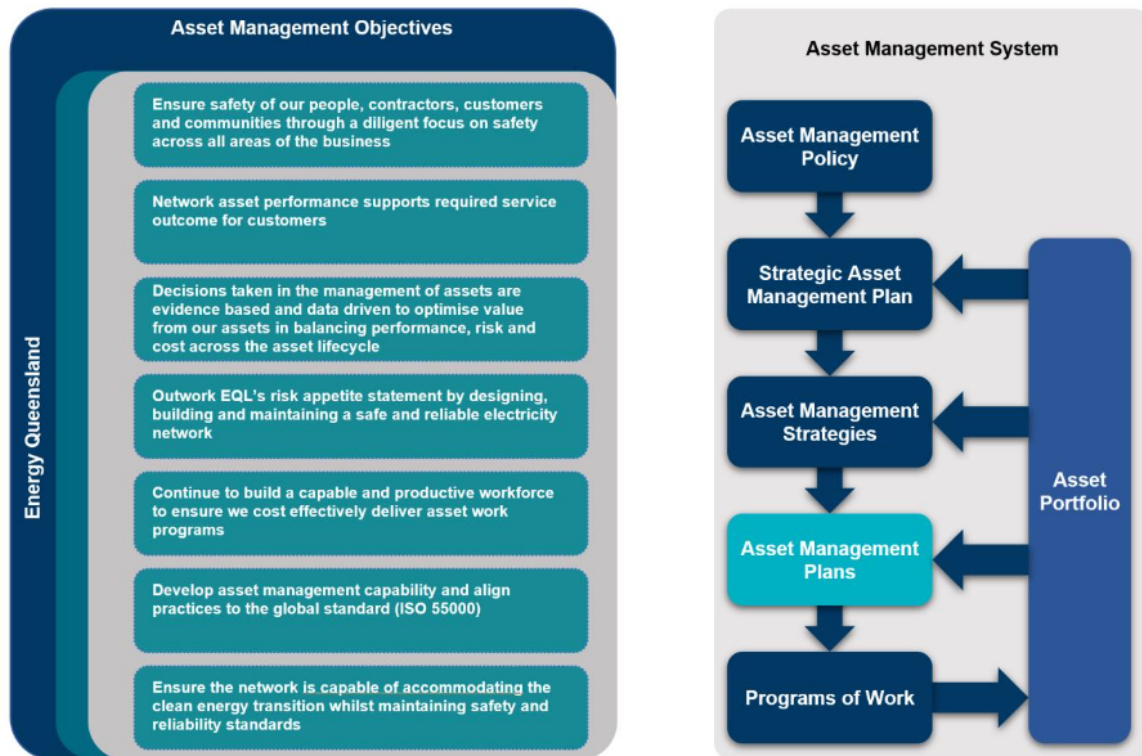 Asset Management Objectives
Energy Queensland
Ensure safety of our people, contractors, customers
and communities through a diligent focus on safety
across all areas of the business
Network asset performance supports required service
outcome for customers
Decisions taken in the management of assets are
evidence based and data driven to optimise value
from our assets in balancing performance, risk and
cost across the asset lifecycle
Outwork EQL's risk appetite statement by designing,
building and maintaining a safe and reliable electricity
network
Continue to build a capable and productive workforce
to ensure we cost effectively deliver asset work
programs
Develop asset management capability and align
practices to the global standard (ISO 55000)
Ensure the network is capable of accommodating the
clean energy transition whilst maintaining safety and
reliability standards
Asset Management System
Asset Management
Policy
Strategic Asset
Management Plan
Asset Management
Strategies
Asset Management
Plans
Programs of Work
Asset
Portfolio